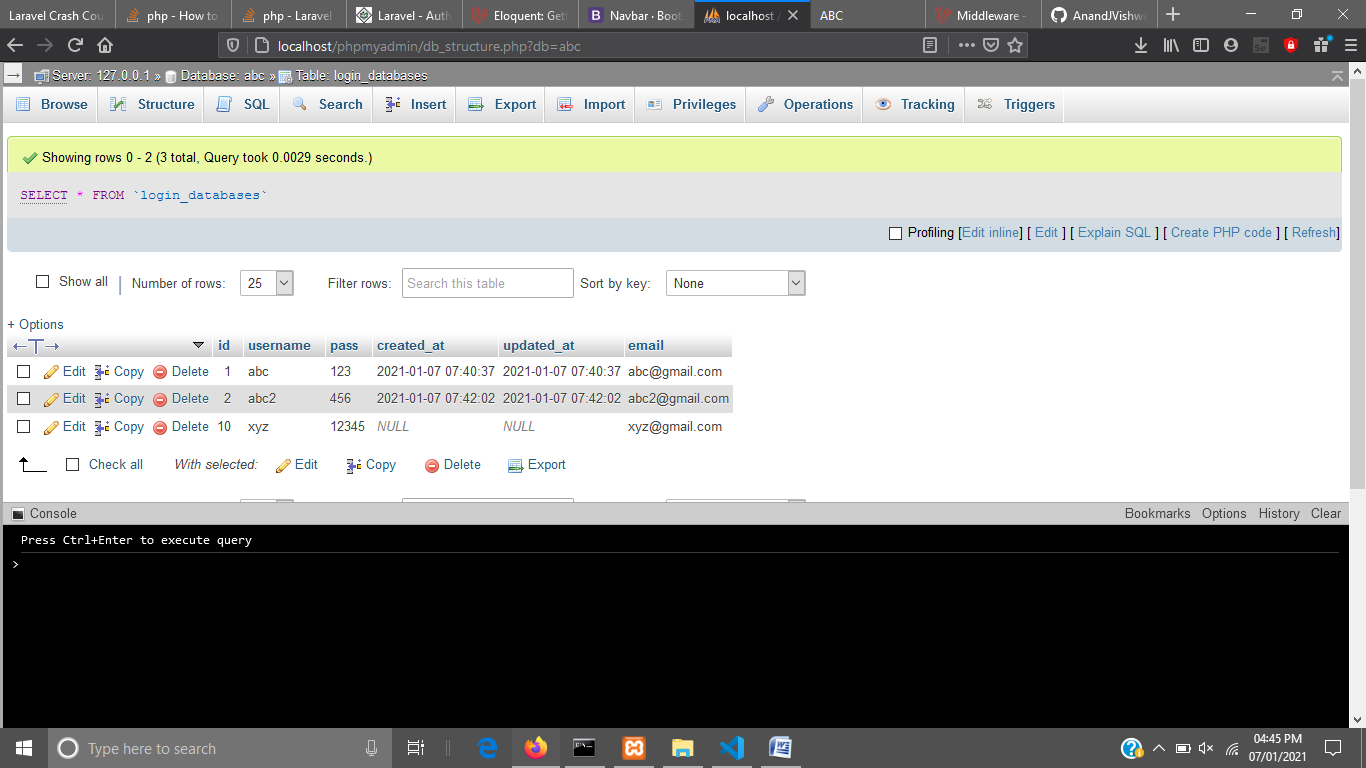 Laravel Crash Cou php - How to php - Laravel Laravel - Auth Eloquent: Get Navbar · Boot localhost / ABC Middleware - AnandJVishw
localhost/phpmyadmin/db_structure.php?db=abc
Server: 127.0.0.1 » Database: abc » Table: login_databases
Browse Structure SQL Search Insert Export Import Privileges Operations Tracking Triggers
Showing rows 0 - 2 (3 total, Query took 0.0029 seconds.)
SELECT * FROM `login_databases`
Profiling [Edit inline] [ Edit ] [ Explain SQL ] [ Create PHP code ] [ Refresh]
Show all | Number of rows: 25 Filter rows: Search this table Sort by key: None
+ Options
←T→ id username pass created_at updated_at email
Edit Copy Delete 1 abc 123 2021-01-07 07:40:37 2021-01-07 07:40:37 abc@gmail.com
Edit Copy Delete 2 abc2 456 2021-01-07 07:42:02 2021-01-07 07:42:02 abc2@gmail.com
Edit Copy Delete 10 xyz 12345 NULL NULL xyz@gmail.com
Check all With selected: Edit Copy Delete Export
Console Bookmarks Options History Clear
Press Ctrl+Enter to execute query
>
Type here to search
04:45 PM
07/01/2021